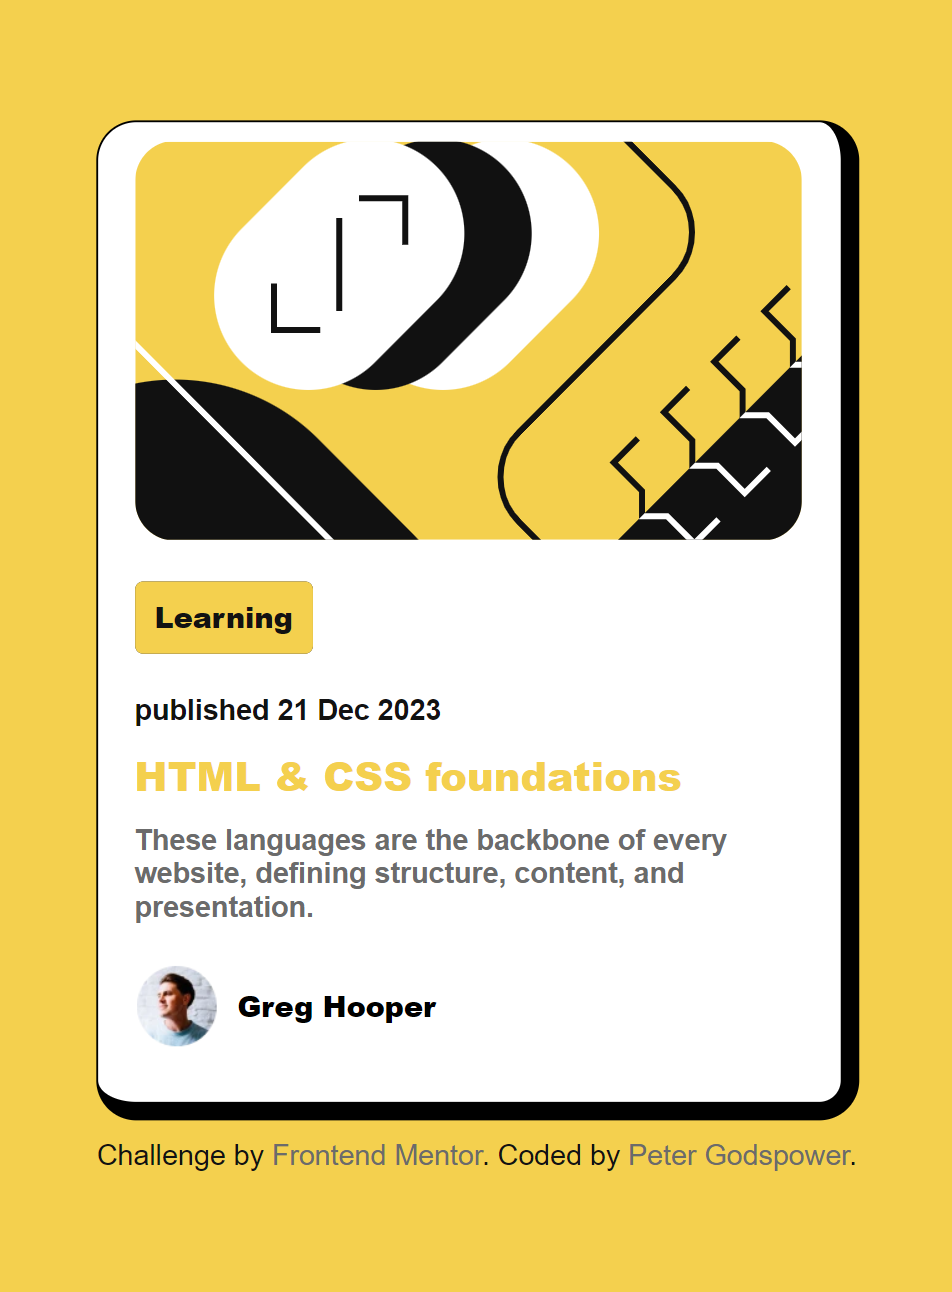 Learning
published 21 Dec 2023
HTML & CSS foundations
These languages are the backbone of every
website, defining structure, content, and
presentation.
Greg Hooper
Challenge by Frontend Mentor. Coded by Peter Godspower.